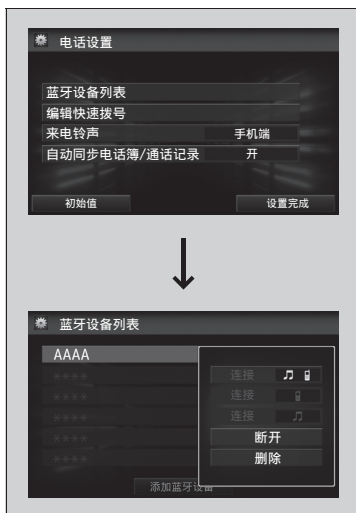 电话设置
蓝牙设备列表
编辑快速拨号
来电铃声 手机端
自动同步电话簿/通话记录 开
初始值 设置完成
蓝牙设备列表
AAAA
**** 连接
**** 连接
**** 连接
**** 断开
**** 删除
添加蓝牙设备